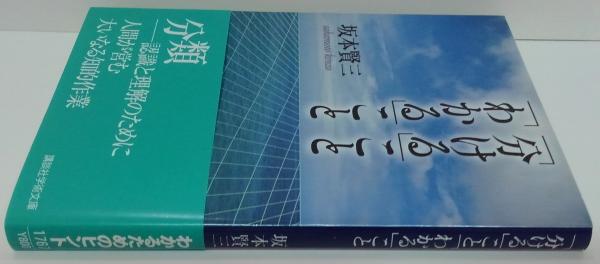 「分ける」こと
「わかる」こと
坂本賢三
sakamoto kenzo
分類
認識と理解のために
人間が営む
大いなる知的作業
講談社学術文庫
「分ける」こと「わかる」こと
坂本賢三
わかるためのヒント
176